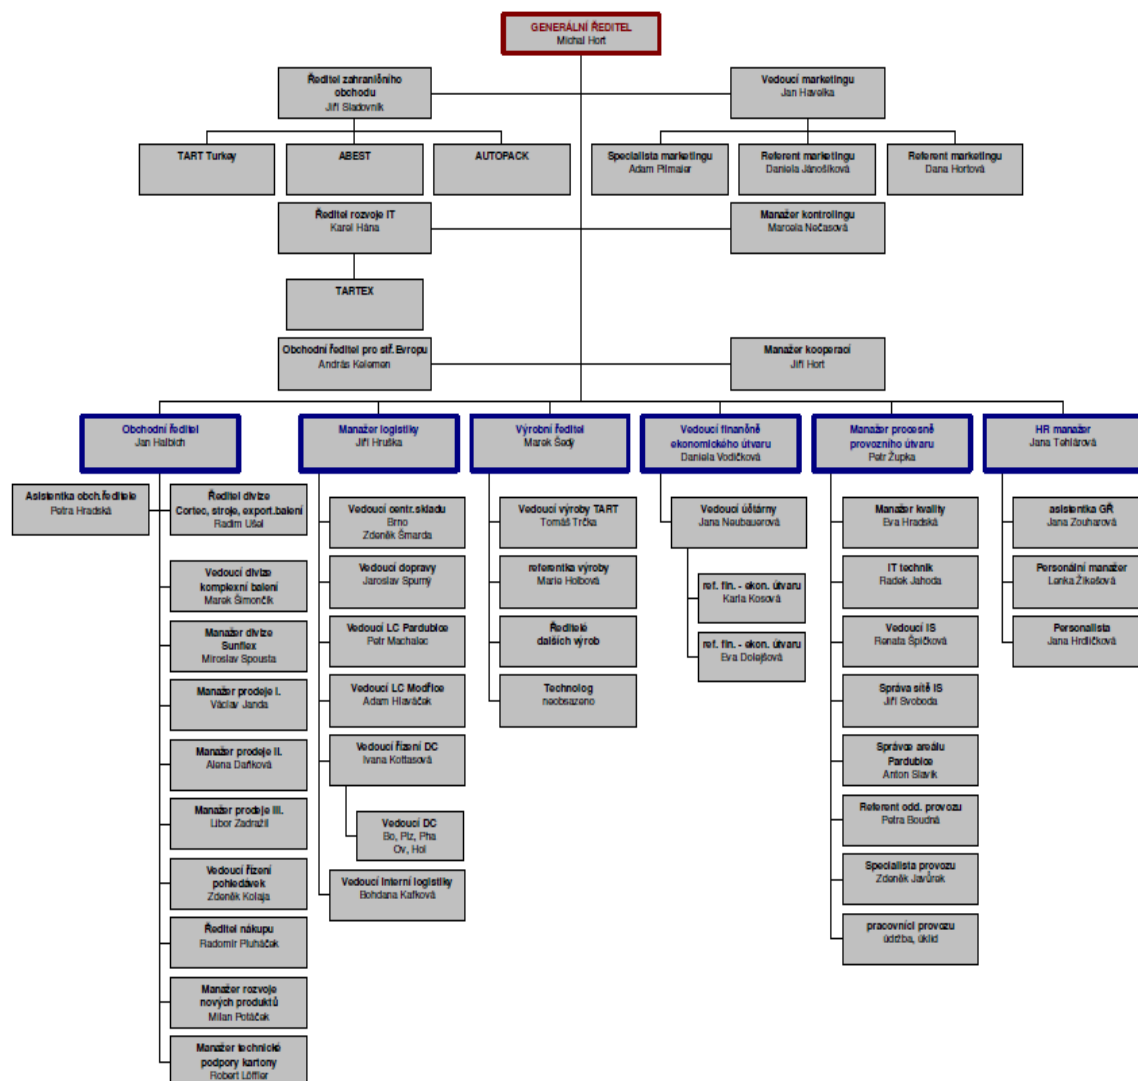 GENERÁLNÍ ŘEDITEL
Michal Hort
Ředitel zahraničního
obchodu
Jiří Sladovník
Vedoucí marketingu
Jan Havelka
TART Turkey
ABEST
AUTOPACK
Specialista marketingu
Adam Pilmaier
Referent marketingu
Daniela Jánošíková
Referent marketingu
Dana Hortová
Ředitel rozvoje IT
Karel Hána
Manažer kontrolingu
Marcela Nečasová
TARTEX
Obchodní ředitel pro stř. Evropu
András Kelemen
Manažer kooperací
Jiří Hort
Obchodní ředitel
Jan Halbich
Manažer logistiky
Jiří Hruška
Výrobní ředitel
Marek Šedý
Vedoucí finančně
ekonomického útvaru
Daniela Vodičková
Manažer procesně
provozního útvaru
Petr Župka
HR manažer
Jana Tehlárová
Asistentka obch.ředitele
Petra Hradská
Ředitel divize
Cortec, stroje, export.balení
Radim Ušel
Vedoucí divize
komplexní balení
Marek Šimončík
Manažer divize
Sunflex
Miroslav Spousta
Manažer prodeje I.
Václav Janda
Manažer prodeje II.
Alena Daňková
Manažer prodeje III.
Libor Zadražil
Vedoucí řízení
pohledávek
Zdeněk Kolaja
Ředitel nákupu
Radomír Pluháček
Manažer rozvoje
nových produktů
Milan Potáček
Manažer technické
podpory kartony
Robert Löffler
Vedoucí centr.skladu
Brno
Zdeněk Šmarda
Vedoucí dopravy
Jaroslav Spurný
Vedoucí LC Pardubice
Petr Machalec
Vedoucí LC Modřice
Adam Hlaváček
Vedoucí řízení DC
Ivana Kottasová
Vedoucí DC
Bo, Plz, Pha
Ov, Hol
Vedoucí interní logistiky
Bohdana Kafková
Vedoucí výroby TART
Tomáš Trčka
referentka výroby
Marie Holbová
Ředitelé
dalších výrob
Technolog
neobsazeno
Vedoucí účtárny
Jana Neubauerová
ref. fin. - ekon. útvaru
Karla Kosová
ref. fin. - ekon. útvaru
Eva Dolejšová
Manažer kvality
Eva Hradská
IT technik
Radek Jahoda
Vedoucí IS
Renata Špičková
Správa sítě IS
Jiří Svoboda
Správce areálu
Pardubice
Anton Slavík
Referent odd. provozu
Petra Boudná
Specialista provozu
Zdeněk Javůrek
pracovníci provozu
údržba, úklid
asistentka GŘ
Jana Zouharová
Personální manažer
Lenka Žikešová
Personalista
Jana Hrdličková